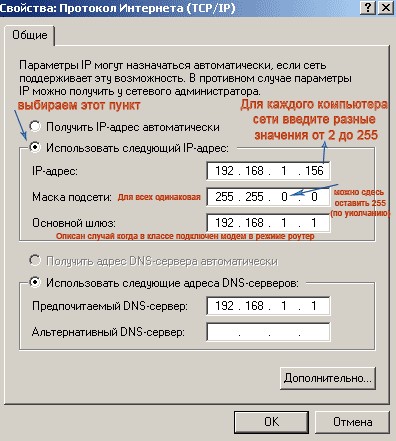 Свойства: Протокол Интернета (TCP/IP)
Общие
Параметры IP могут назначаться автоматически, если сеть
поддерживает эту возможность. В противном случае параметры
IP можно получить у сетевого администратора.
выбираем этот пункт
Для каждого компьютера
сети введите разные
значения от 2 до 255
Получить IP-адрес автоматически
Использовать следующий IP-адрес:
IP-адрес: 192 . 168 . 1 . 156
Маска подсети: Для всех одинаковая 255 . 255 . 0 . 0
можно здесь
оставить 255
(по умолчанию)
Основной шлюз: 192 . 168 . 1 . 1
Описан случай когда в классе подключен модем в режиме роутер
Получить адрес DNS-сервера автоматически
Использовать следующие адреса DNS-серверов:
Предпочитаемый DNS-сервер: 192 . 168 . 1 . 1
Альтернативный DNS-сервер: . . .
Дополнительно...
OK
Отмена